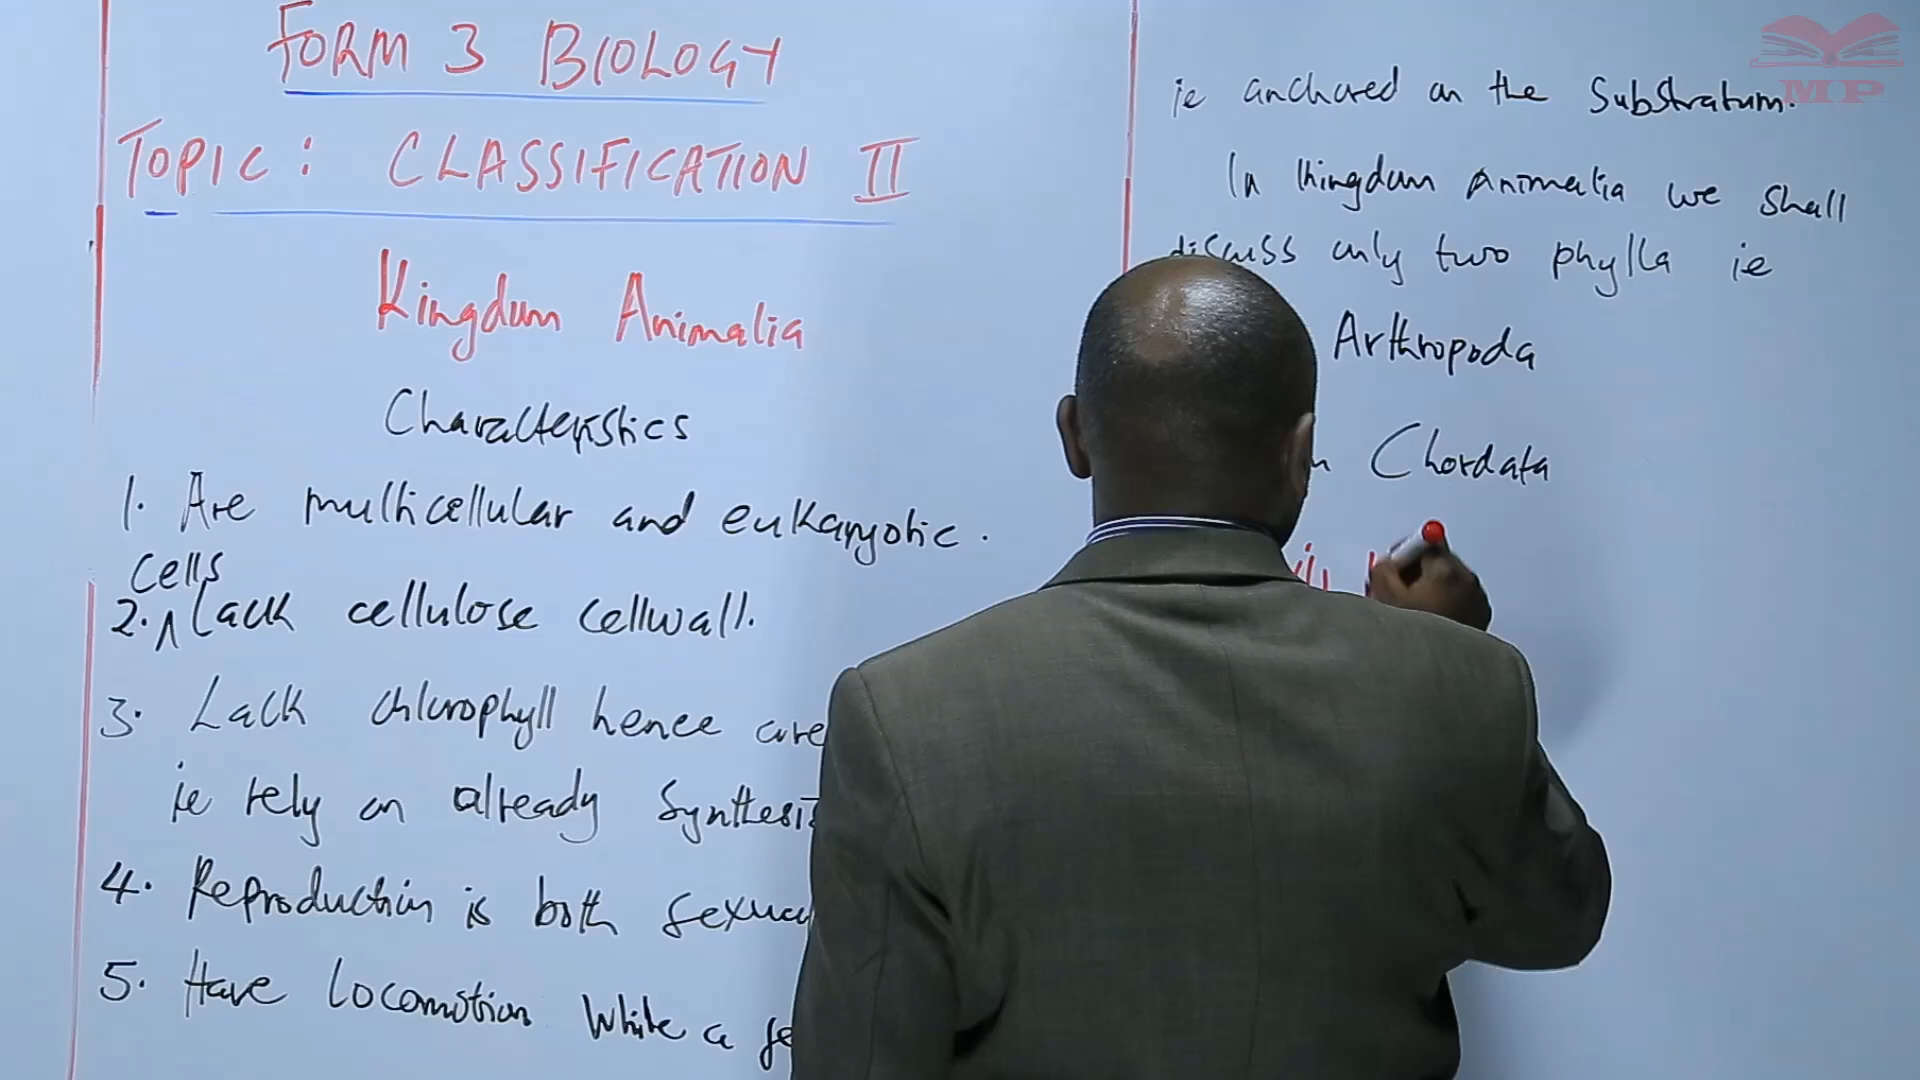 FORM 3 BIOLOGY
TOPIC: CLASSIFICATION II
Kingdom Animalia
Characteristics
1. Are multicellular and eukaryotic.
2. Cells Lack cellulose cellwall.
3. Lack chlorophyll hence are
ie rely on already
4. Reproduction is both
5. Have locomotion While a
ie anchored on the Substratum.
In Kingdom Animalia we shall
discuss only two phylla ie
Arthropoda
Chordata
MP